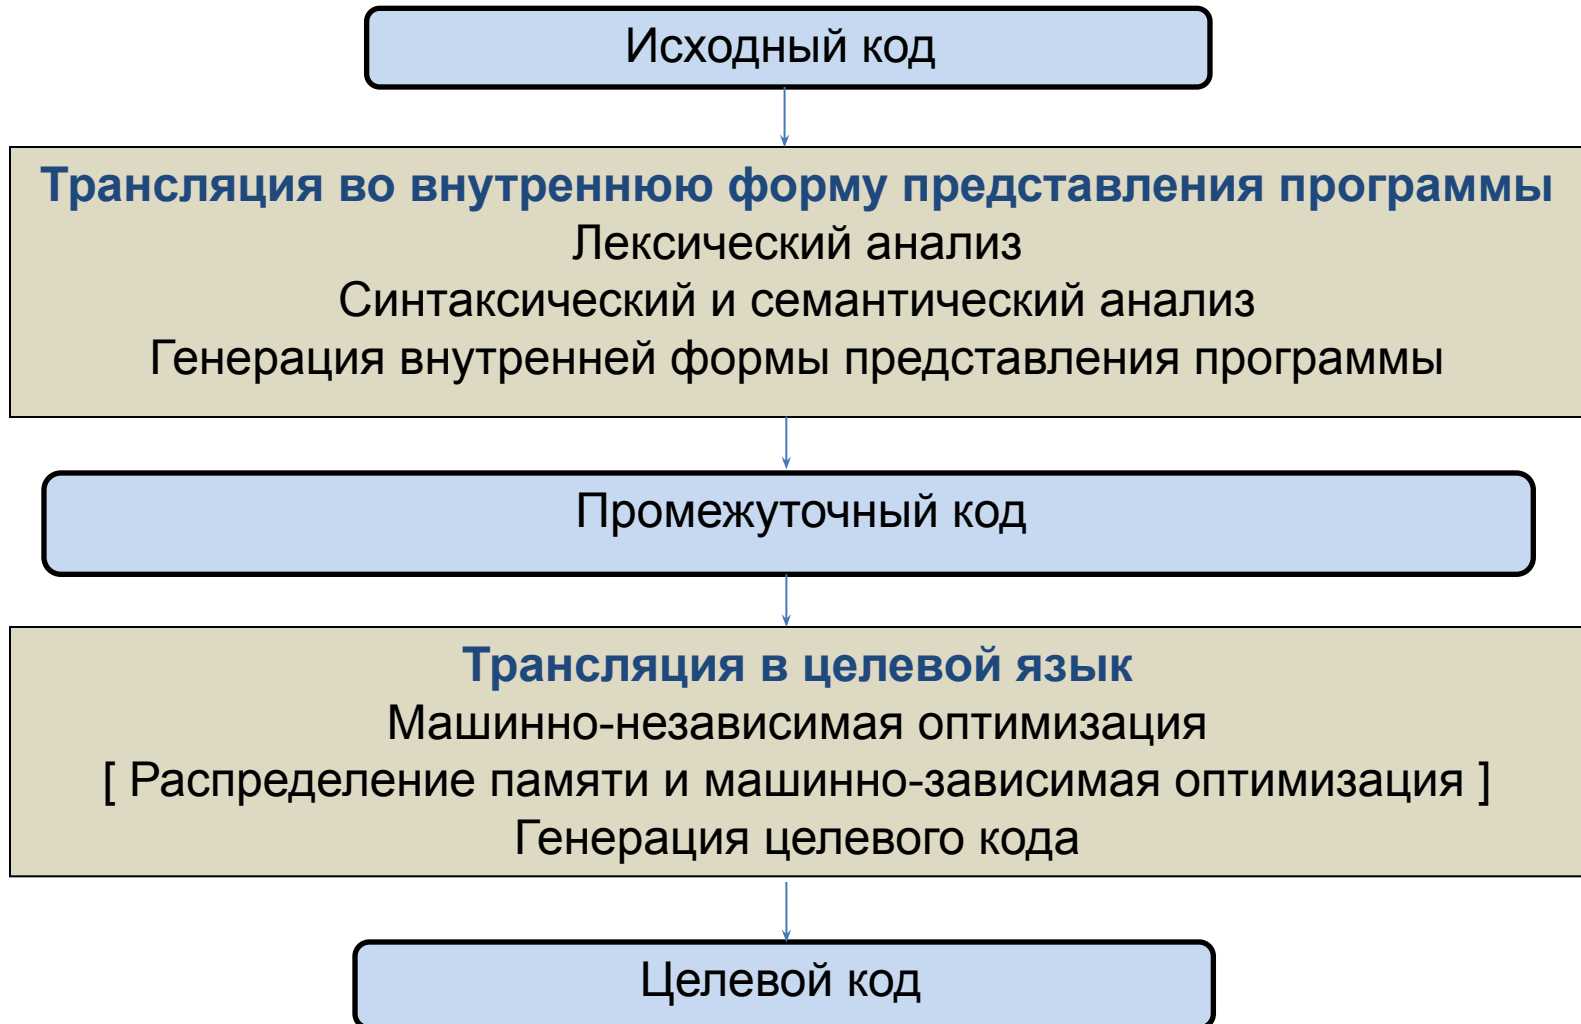 Исходный код
Трансляция во внутреннюю форму представления программы
Лексический анализ
Синтаксический и семантический анализ
Генерация внутренней формы представления программы
Промежуточный код
Трансляция в целевой язык
Машинно-независимая оптимизация
[ Распределение памяти и машинно-зависимая оптимизация ]
Генерация целевого кода
Целевой код